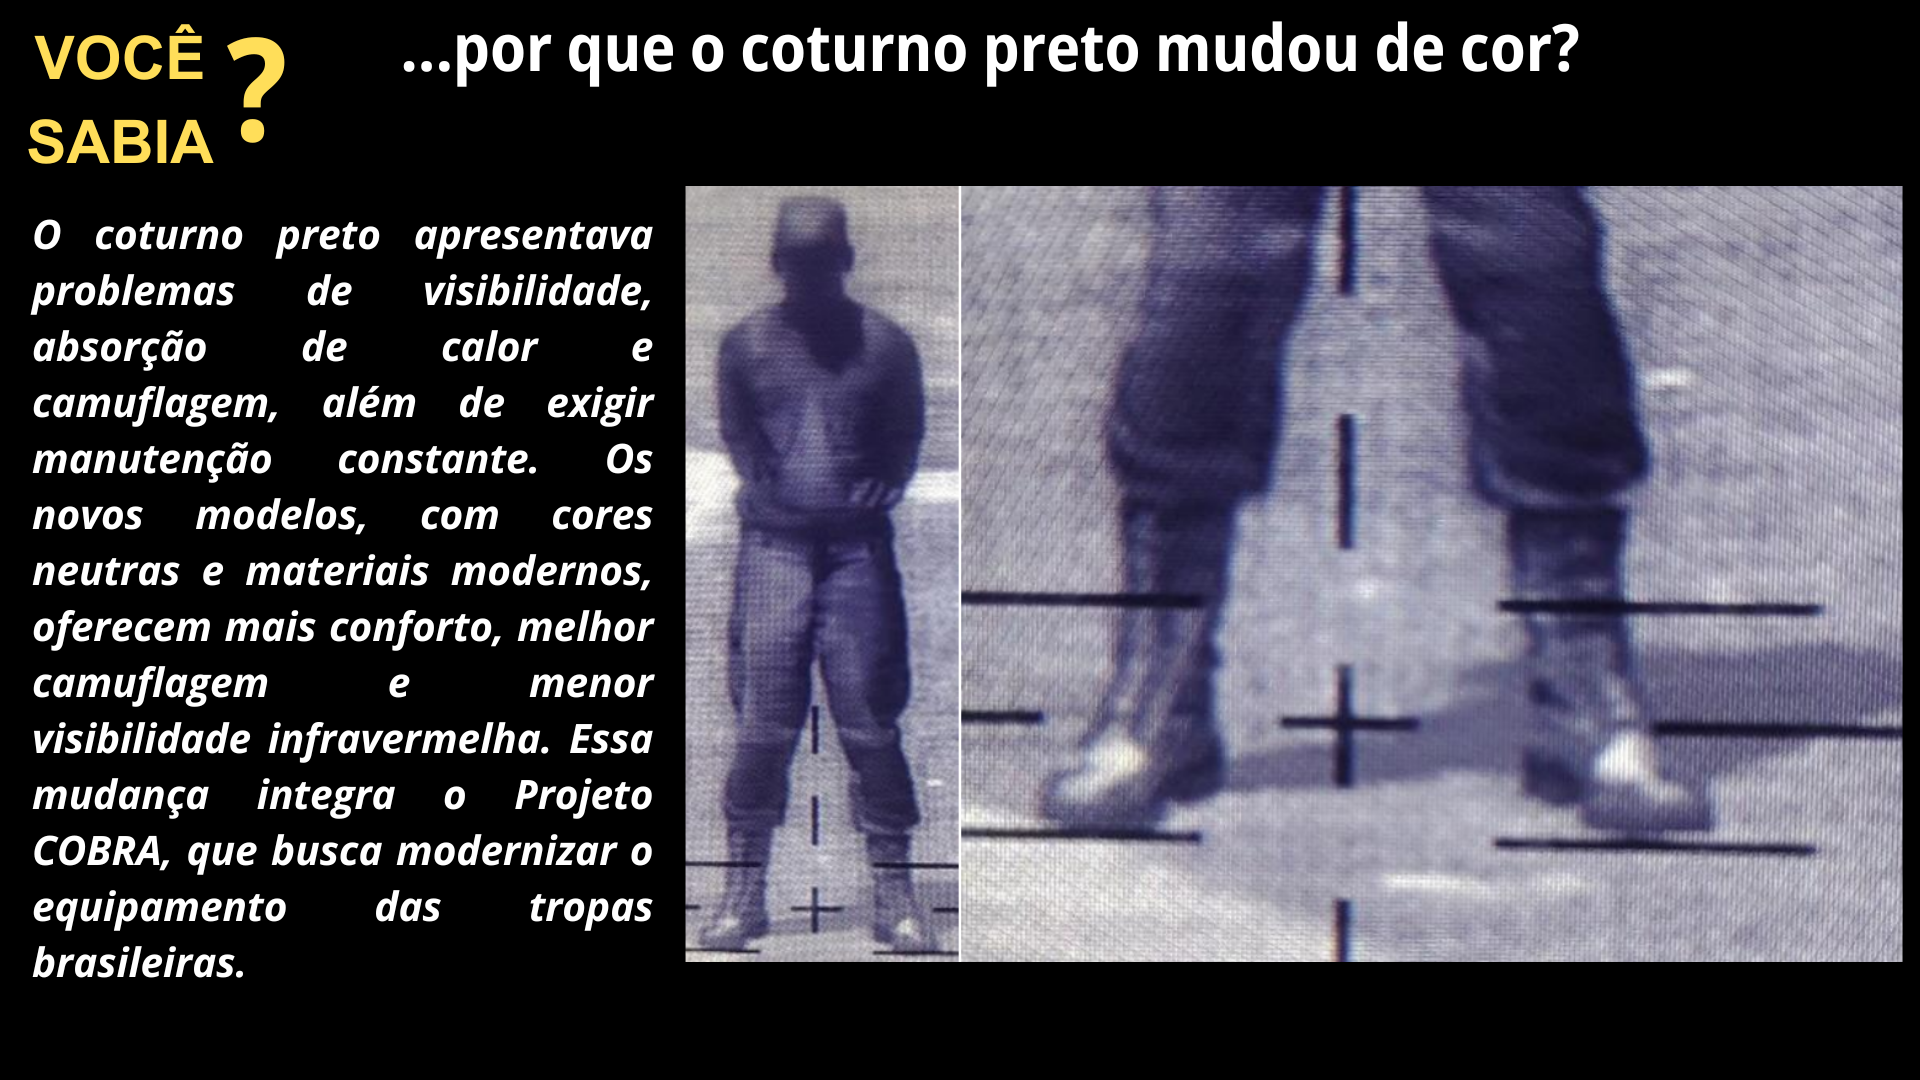 VOCÊ
SABIA
?
...por que o coturno preto mudou de cor?
O coturno preto apresentava
problemas de visibilidade,
absorção de calor e
camuflagem, além de exigir
manutenção constante. Os
novos modelos, com cores
neutras e materiais modernos,
oferecem mais conforto, melhor
camuflagem e menor
visibilidade infravermelha. Essa
mudança integra o Projeto
COBRA, que busca modernizar o
equipamento das tropas
brasileiras.